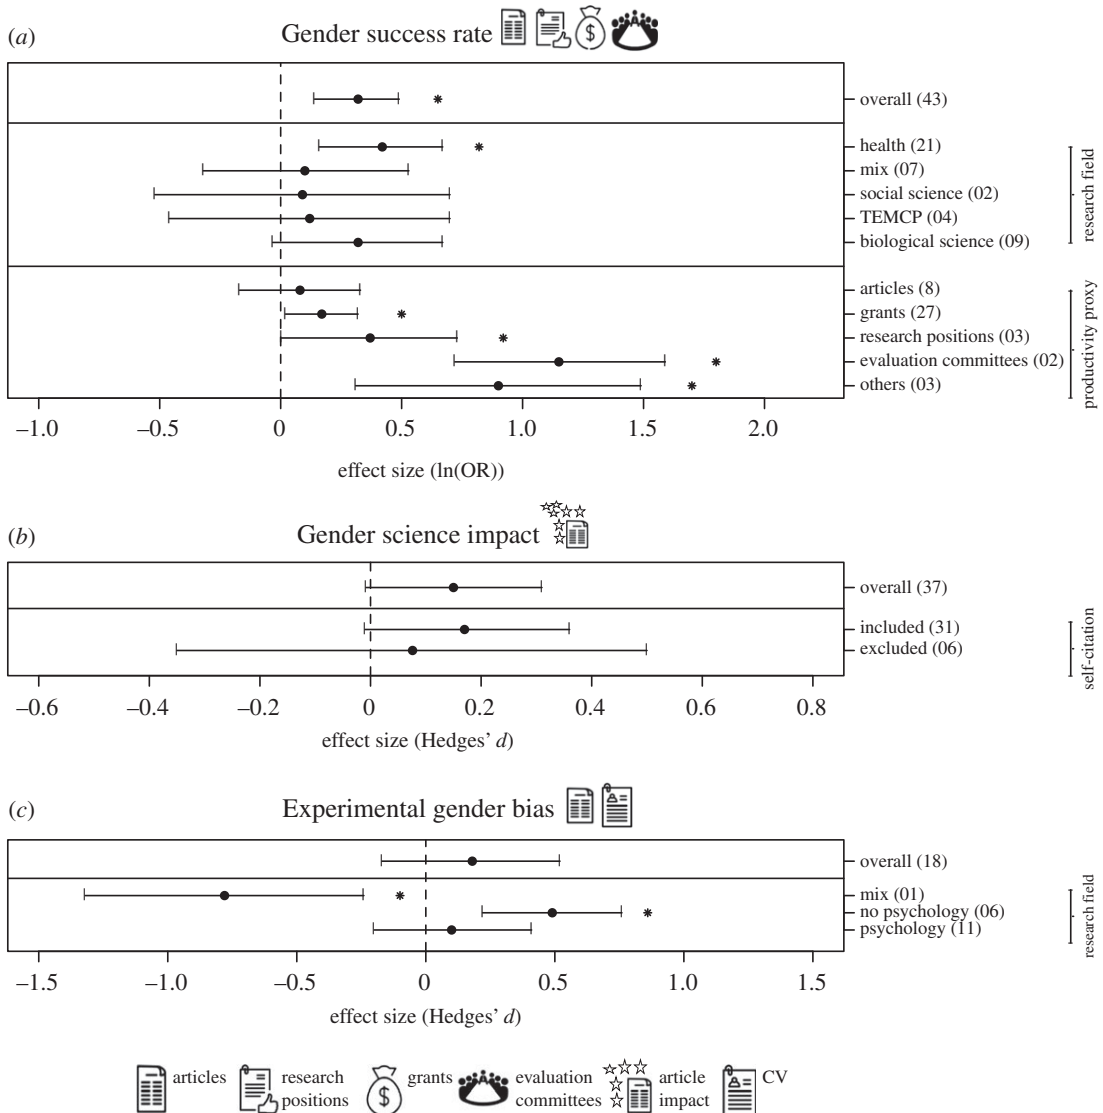 (a)
Gender success rate
overall (43)
health (21)
mix (07)
social science (02)
TEMCP (04)
biological science (09)
research field
articles (8)
grants (27)
research positions (03)
evaluation committees (02)
others (03)
productivity proxy
–1.0 –0.5 0 0.5 1.0 1.5 2.0
effect size (ln(OR))
(b)
Gender science impact
overall (37)
included (31)
excluded (06)
self-citation
–0.6 –0.4 –0.2 0 0.2 0.4 0.6 0.8
effect size (Hedges’ d)
(c)
Experimental gender bias
overall (18)
mix (01)
no psychology (06)
psychology (11)
research field
–1.5 –1.0 –0.5 0 0.5 1.0 1.5
effect size (Hedges’ d)
articles
research
positions
grants
evaluation
committees
article
impact
CV